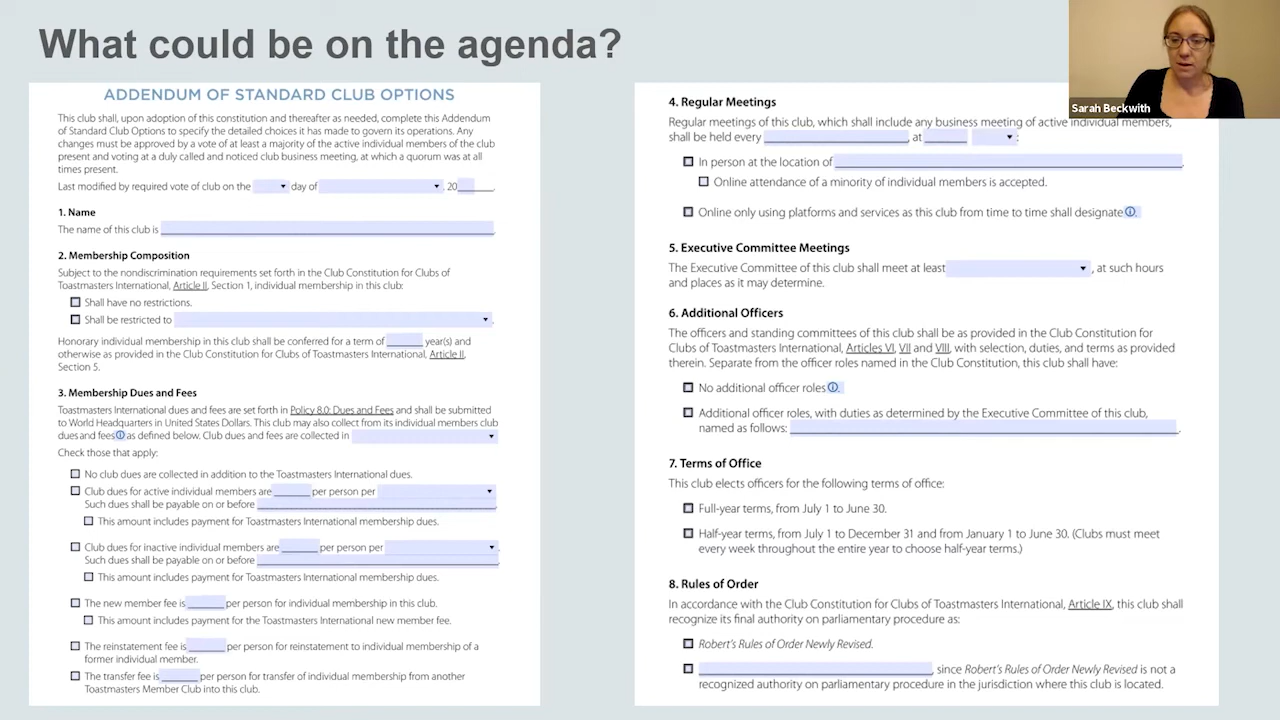 What could be on the agenda?
Sarah Beckwith
ADDENDUM OF STANDARD CLUB OPTIONS
This club shall, upon adoption of this constitution and thereafter as needed, complete this Addendum
of Standard Club Options to specify the detailed choices it has made to govern its operations. Any
changes must be approved by a vote of at least a majority of the active individual members of the club
present and voting at a duly called and noticed club business meeting, at which a quorum was at all
times present.
Last modified by required vote of club on the day of , 20 .
1. Name
The name of this club is .
2. Membership Composition
Subject to the nondiscrimination requirements set forth in the Club Constitution for Clubs of
Toastmasters International, Article II, Section 1, individual membership in this club:
Shall have no restrictions.
Shall be restricted to .
Honorary individual membership in this club shall be conferred for a term of year(s) and
otherwise as provided in the Club Constitution for Clubs of Toastmasters International, Article II,
Section 5.
3. Membership Dues and Fees
Toastmasters International dues and fees are set forth in Policy 8.0: Dues and Fees and shall be submitted
to World Headquarters in United States Dollars. This club may also collect from its individual members club
dues and fees as defined below. Club dues and fees are collected in .
Check those that apply:
No club dues are collected in addition to the Toastmasters International dues.
Club dues for active individual members are per person per .
Such dues shall be payable on or before .
This amount includes payment for Toastmasters International membership dues.
Club dues for inactive individual members are per person per .
Such dues shall be payable on or before .
This amount includes payment for Toastmasters International membership dues.
The new member fee is per person for individual membership in this club.
This amount includes payment for the Toastmasters International new member fee.
The reinstatement fee is per person for reinstatement to individual membership of a
former individual member.
The transfer fee is per person for transfer of individual membership from another
Toastmasters Member Club into this club.
4. Regular Meetings
Regular meetings of this club, which shall include any business meeting of active individual members,
shall be held every , at :
In person at the location of .
Online attendance of a minority of individual members is accepted.
Online only using platforms and services as this club from time to time shall designate .
5. Executive Committee Meetings
The Executive Committee of this club shall meet at least , at such hours
and places as it may determine.
6. Additional Officers
The officers and standing committees of this club shall be as provided in the Club Constitution for
Clubs of Toastmasters International, Articles VI, VII and VIII, with selection, duties, and terms as provided
therein. Separate from the officer roles named in the Club Constitution, this club shall have:
No additional officer roles .
Additional officer roles, with duties as determined by the Executive Committee of this club,
named as follows: .
7. Terms of Office
This club elects officers for the following terms of office:
Full-year terms, from July 1 to June 30.
Half-year terms, from July 1 to December 31 and from January 1 to June 30. (Clubs must meet
every week throughout the entire year to choose half-year terms.)
8. Rules of Order
In accordance with the Club Constitution for Clubs of Toastmasters International, Article IX, this club shall
recognize its final authority on parliamentary procedure as:
Robert's Rules of Order Newly Revised.
, since Robert's Rules of Order Newly Revised is not a
recognized authority on parliamentary procedure in the jurisdiction where this club is located.